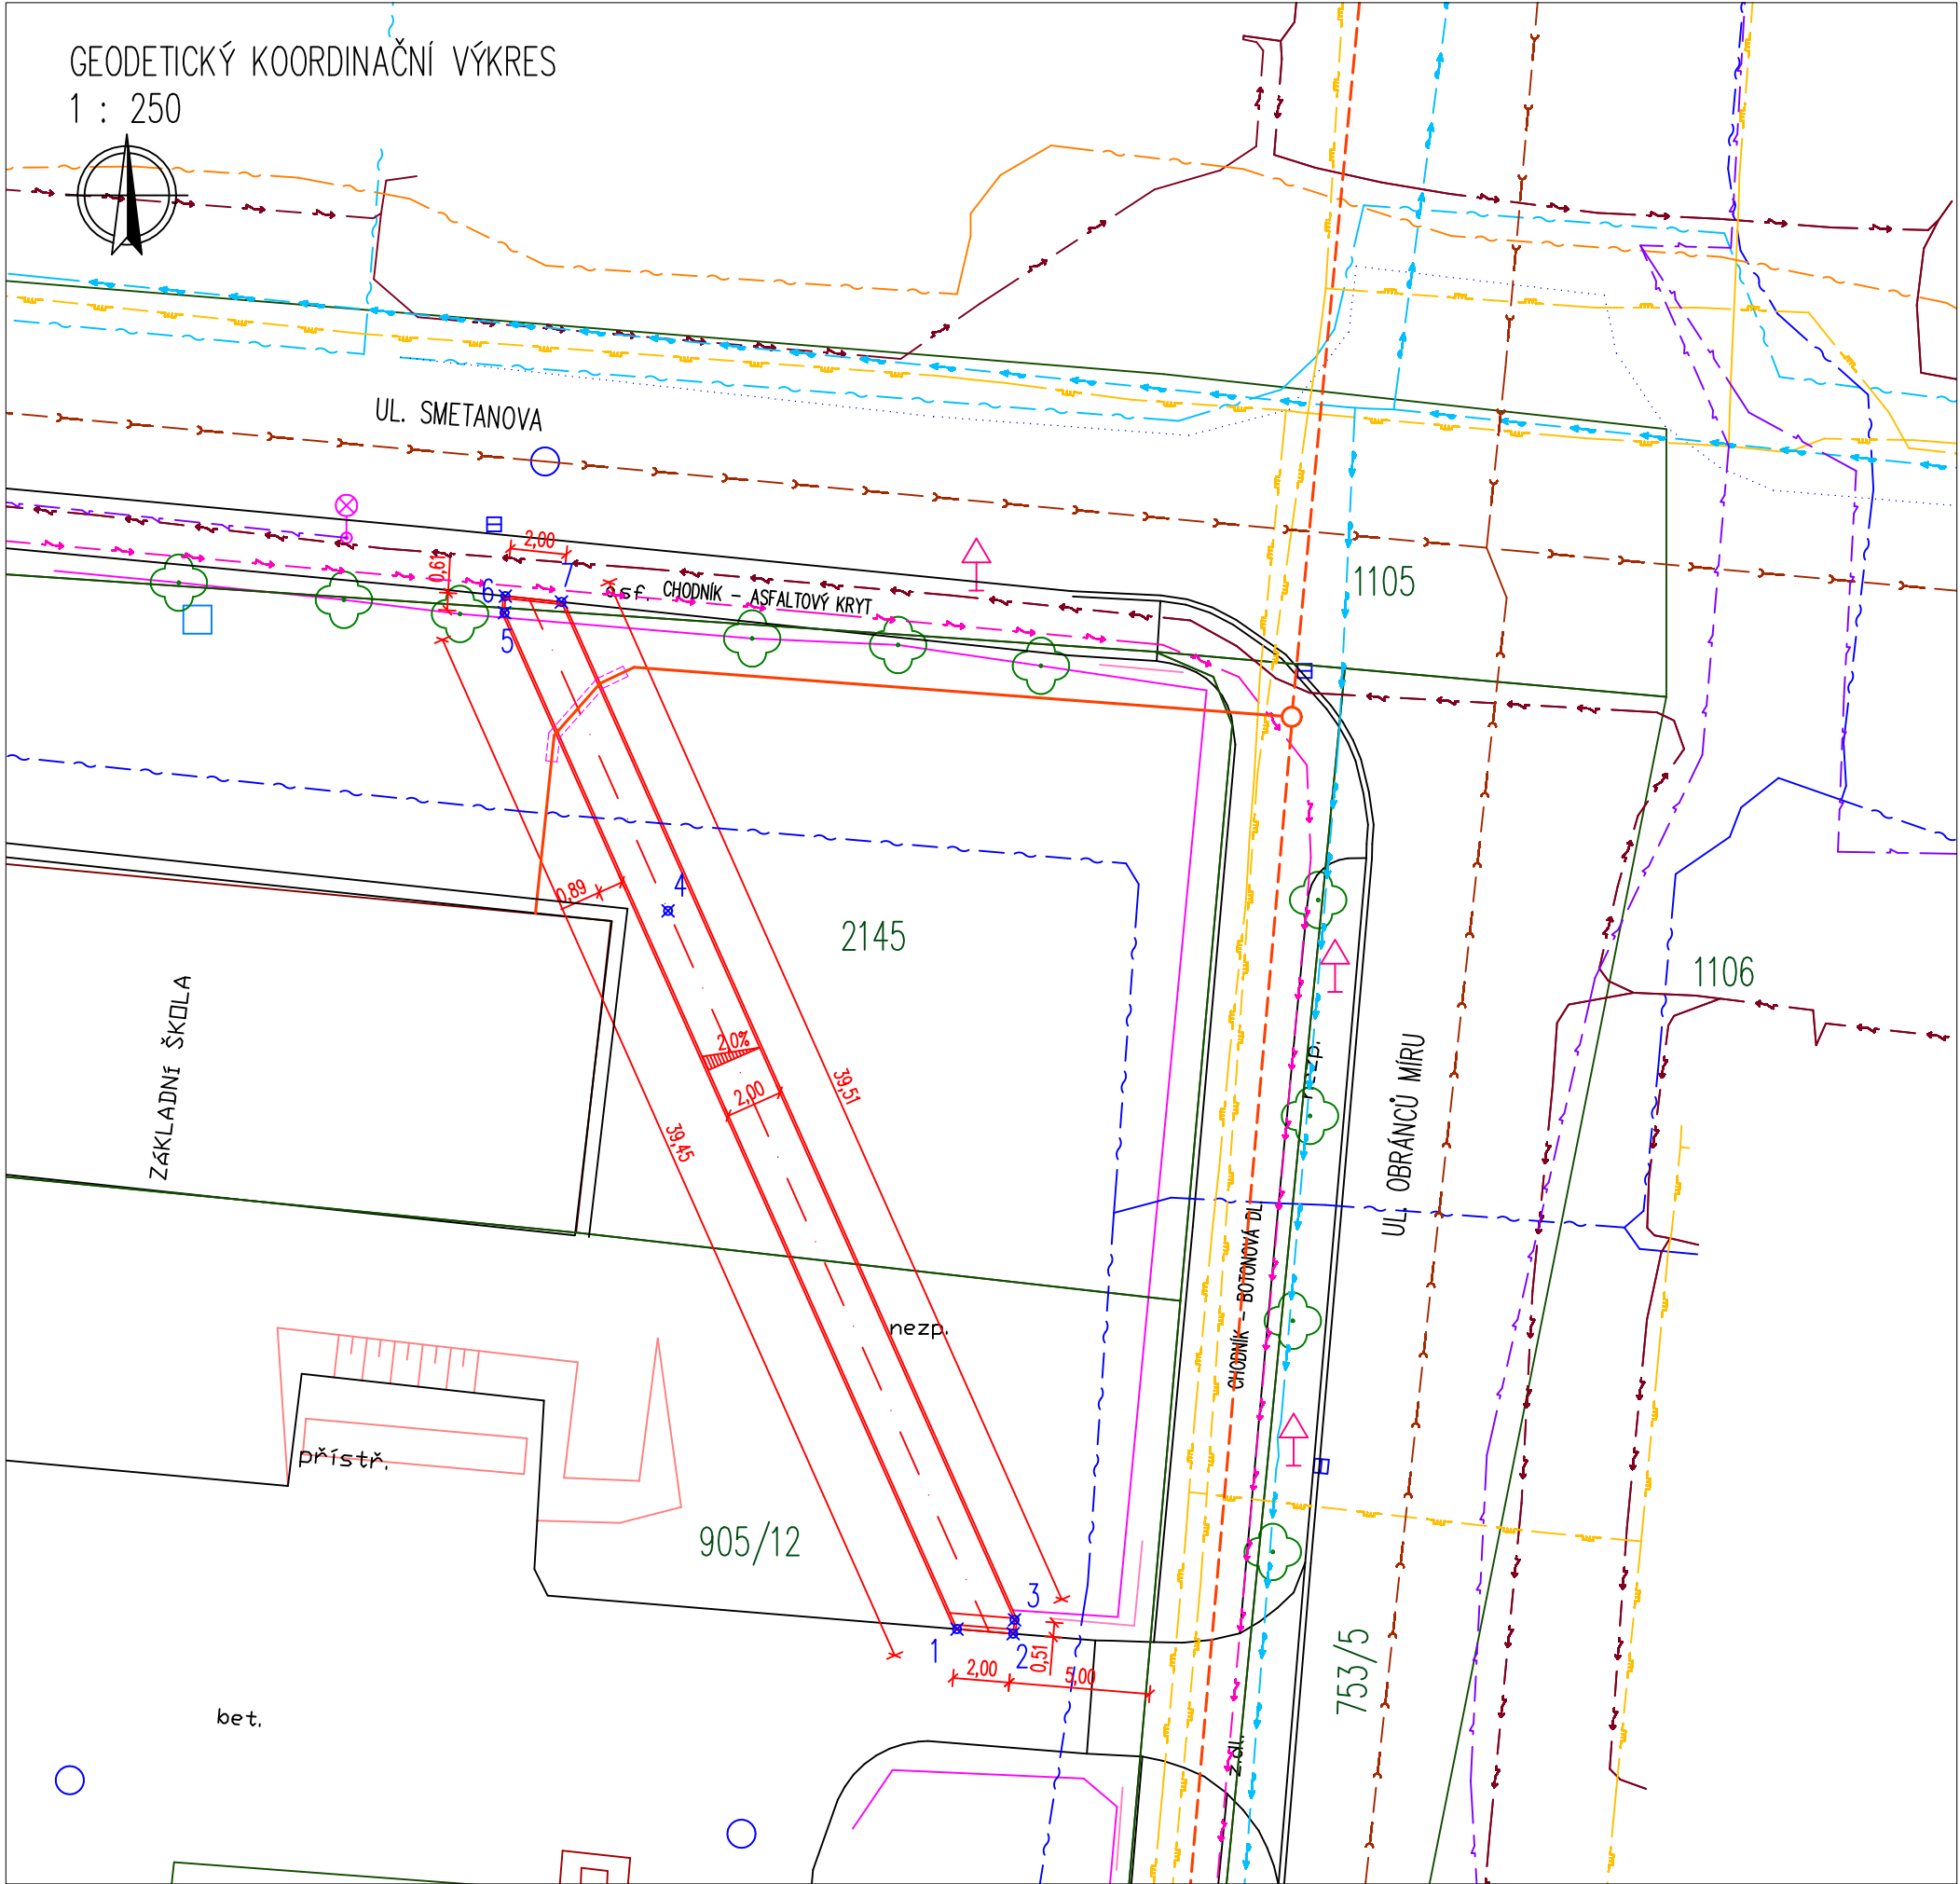 GEODETICKÝ KOORDINAČNÍ VÝKRES
1 : 250
UL. SMETANOVA
2,00
0,61
7
6
5
asf. CHODNÍK - ASFALTOVÝ KRYT
1105
0,89
4
2145
1106
ZÁKLADNí ŠKOLA
2,0%
2,00
39,51
39,45
nezp.
UL. OBRÁNCŮ MÍRU
CHODNÍK - BOTONOVÁ DL.
nezp.
přístř.
905/12
3
1
2
0,51
2,00
5,00
753/5
bet.
zál.